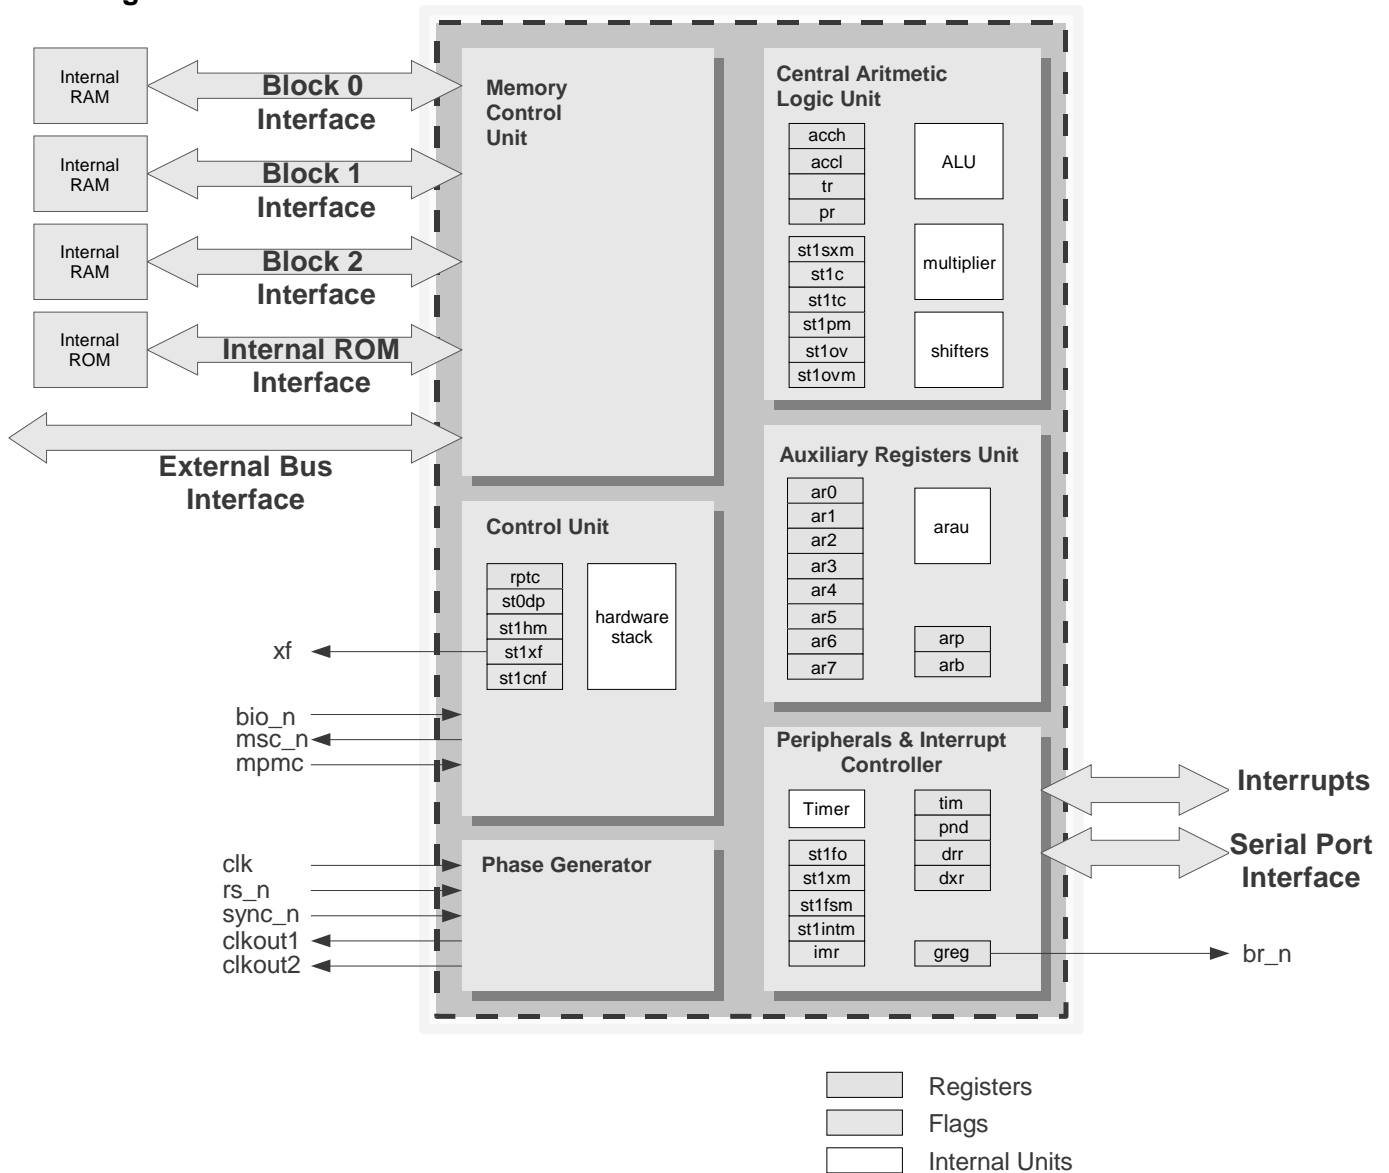 Internal
RAM
Block 0
Interface
Internal
RAM
Block 1
Interface
Internal
RAM
Block 2
Interface
Internal
ROM
Internal ROM
Interface
External Bus
Interface
Memory
Control
Unit
Central Aritmetic
Logic Unit
acch
accl
tr
pr
st1sxm
st1c
st1tc
st1pm
st1ov
st1ovm
ALU
multiplier
shifters
Auxiliary Registers Unit
ar0
ar1
ar2
ar3
ar4
ar5
ar6
ar7
arau
arp
arb
Control Unit
rptc
st0dp
st1hm
st1xf
st1cnf
hardware
stack
xf
bio_n
msc_n
mpmc
Peripherals & Interrupt
Controller
Timer
st1fo
st1xm
st1fsm
st1intm
imr
tim
pnd
drr
dxr
greg
Interrupts
Serial Port
Interface
br_n
Phase Generator
clk
rs_n
sync_n
clkout1
clkout2
Registers
Flags
Internal Units